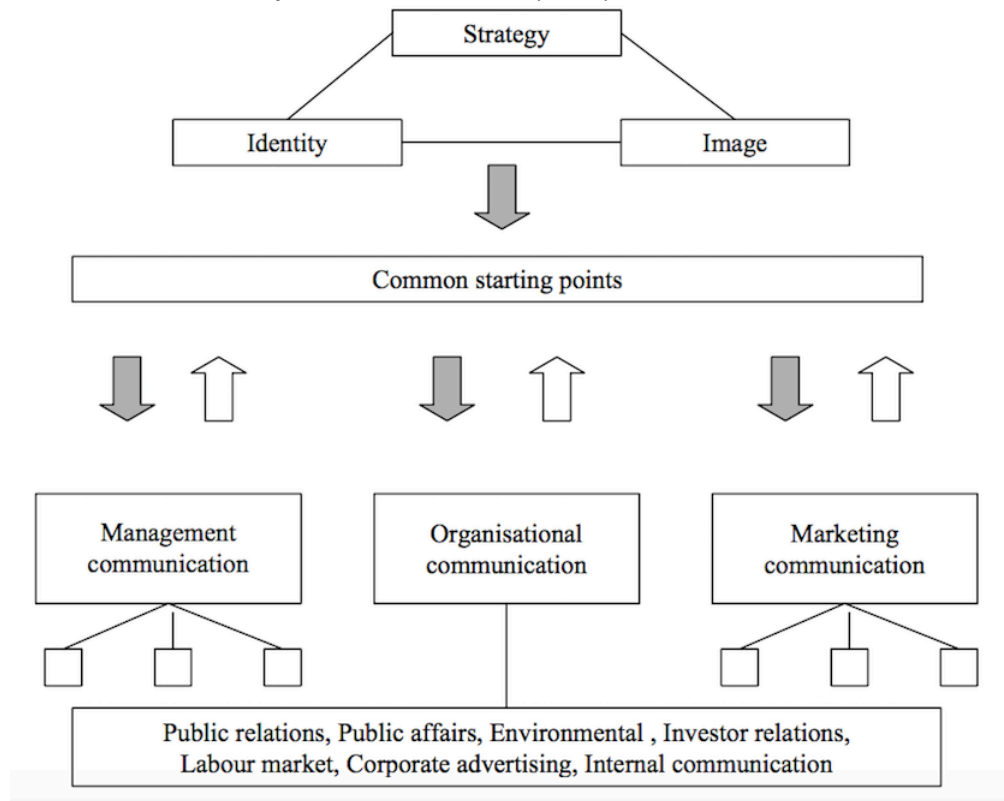 Strategy
Identity
Image
Common starting points
Management
communication
Organisational
communication
Marketing
communication
Public relations, Public affairs, Environmental , Investor relations,
Labour market, Corporate advertising, Internal communication